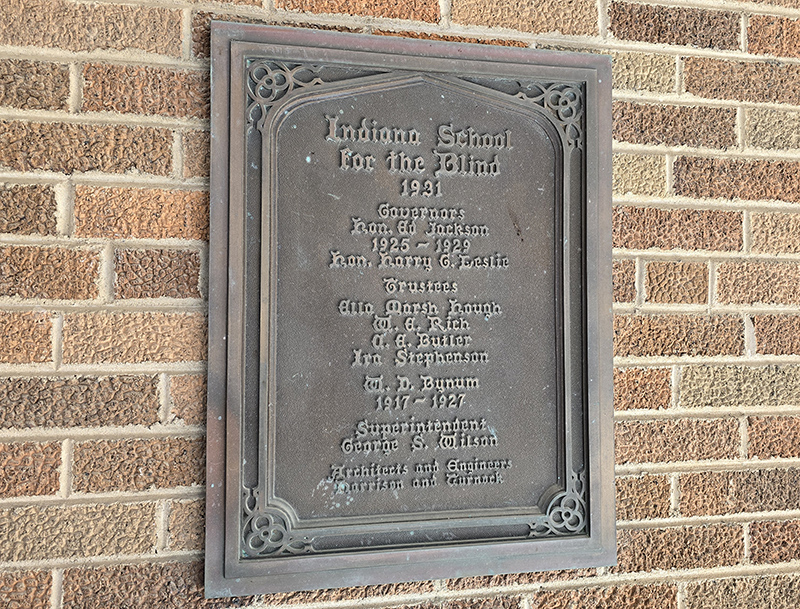 Indiana School
for the Blind
1931
Governors
Hon. Ed Jackson
1925 ~ 1929
Hon. Harry G. Leslie
Trustees
Ella Marsh Hough
W. E. Rich
A. E. Butler
Ira Stephenson
W. D. Bynum
1917 ~ 1927
Superintendent
George S. Wilson
Architects and Engineers
Harrison and Turnock